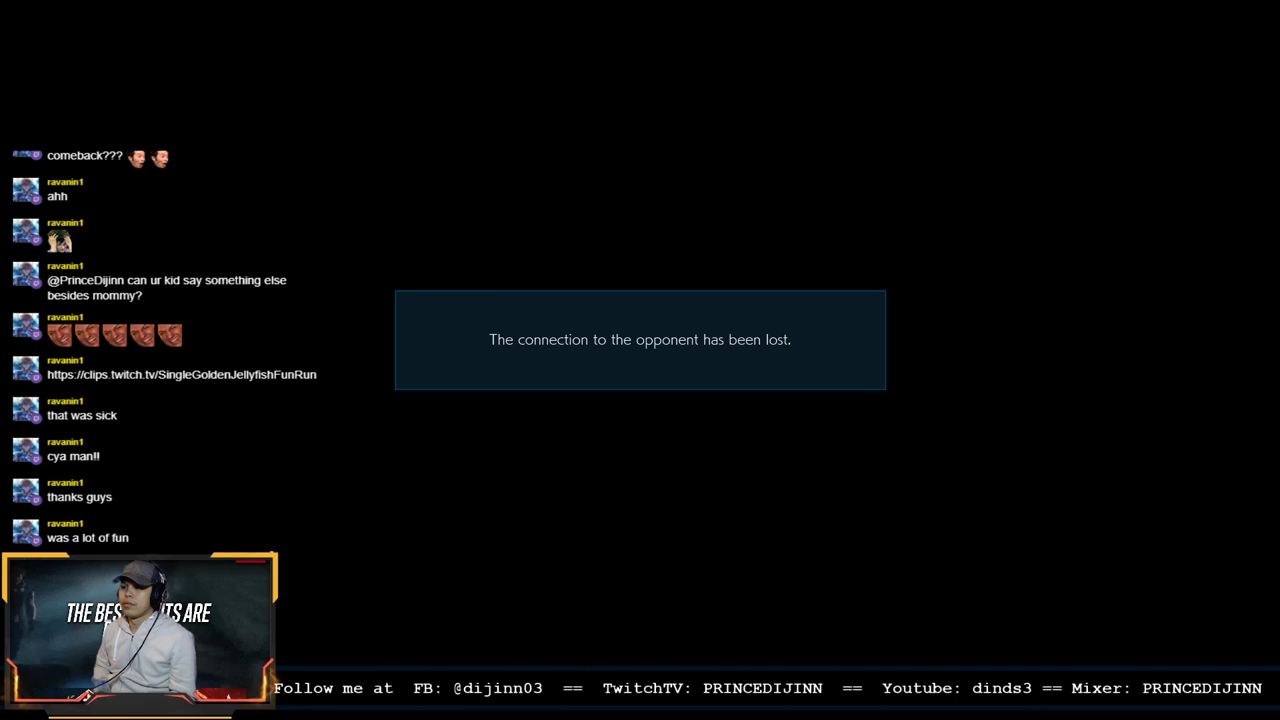 comeback???
ravanin1
ahh
ravanin1
ravanin1
@PrinceDijinn can ur kid say something else
besides mommy?
ravanin1
ravanin1
https://clips.twitch.tv/SingleGoldenJellyfishFunRun
ravanin1
that was sick
ravanin1
cya man!!
ravanin1
thanks guys
ravanin1
was a lot of fun
The connection to the opponent has been lost.
THE ARE
Follow me at FB: @dijinn03 == TwitchTV: PRINCEDIJINN == Youtube: dinds3 == Mixer: PRINCEDIJINN